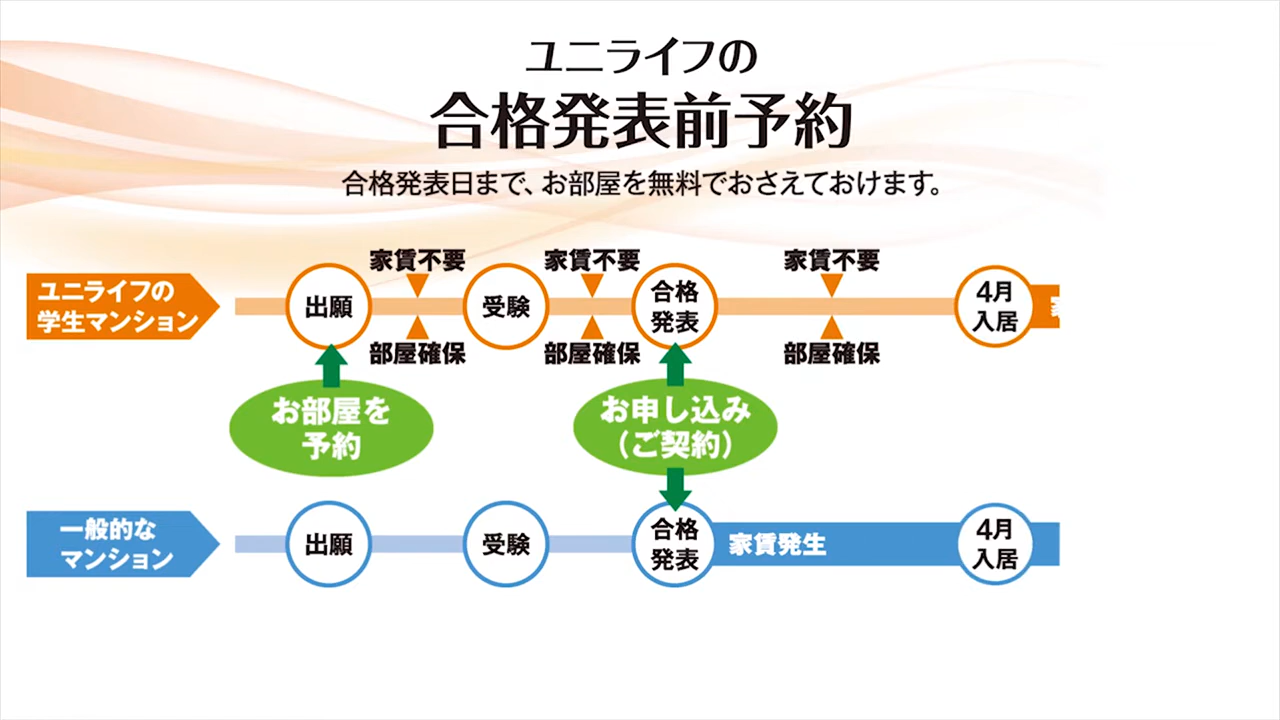 ユニライフの
合格発表前予約
合格発表日まで、お部屋を無料でおさえておけます。
家賃不要
家賃不要
家賃不要
ユニライフの
学生マンション
出願
受験
合格
発表
4月
入居
部屋確保
部屋確保
部屋確保
お部屋を
予約
お申し込み
（ご契約）
一般的な
マンション
出願
受験
合格
発表
家賃発生
4月
入居